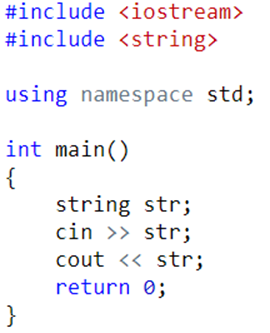 #include <iostream>
#include <string>
using namespace std;
int main()
{
string str;
cin >> str;
cout << str;
return 0;
}